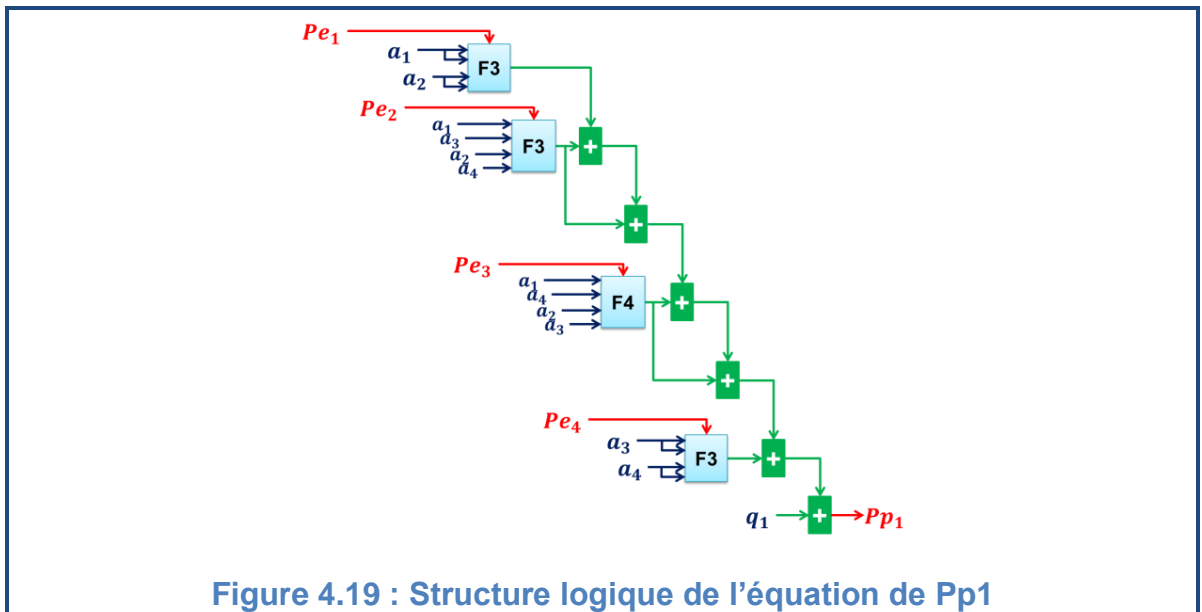 Pe₁
a₁
a₂
F3
+
Pe₂
a₁
a₃
a₂
a₄
F3
+
+
Pe₃
a₁
a₄
a₂
a₃
F4
+
+
Pe₄
a₃
a₄
F3
+
q₁
+
Pp₁
Figure 4.19 : Structure logique de l’équation de Pp1